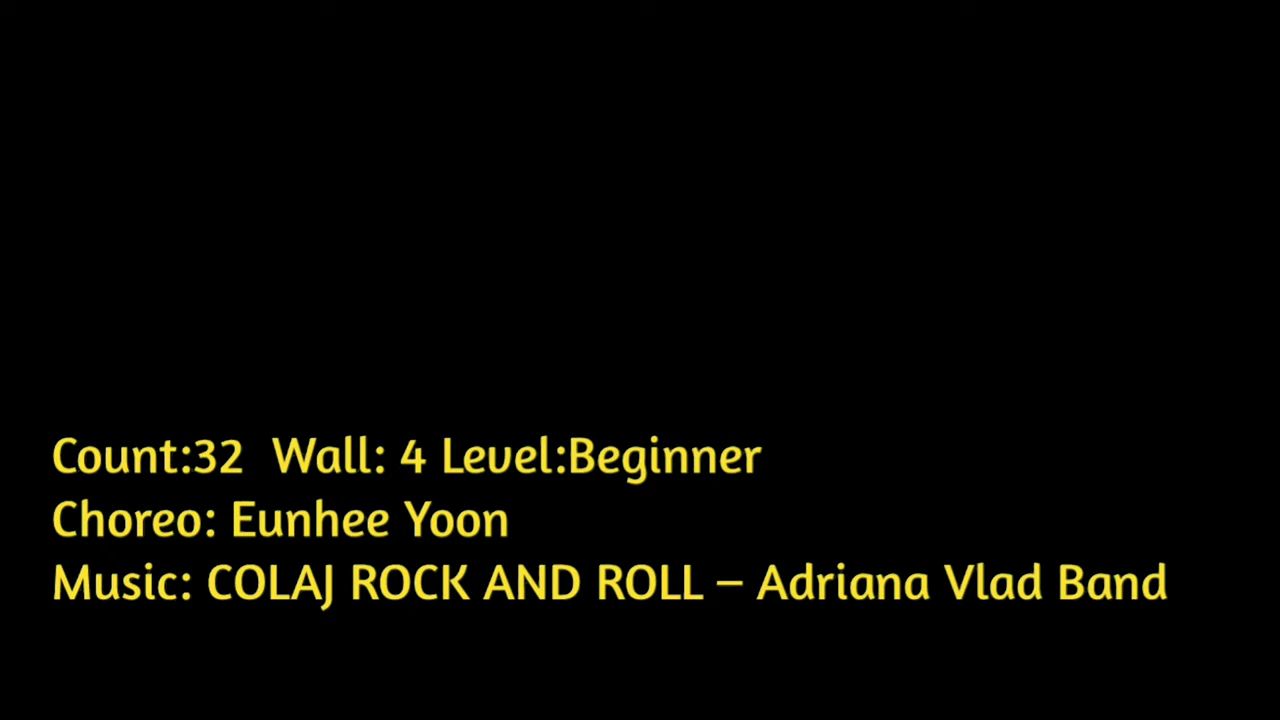 Count:32  Wall: 4 Level:Beginner
Choreo: Eunhee Yoon
Music: COLAJ ROCK AND ROLL – Adriana Vlad Band